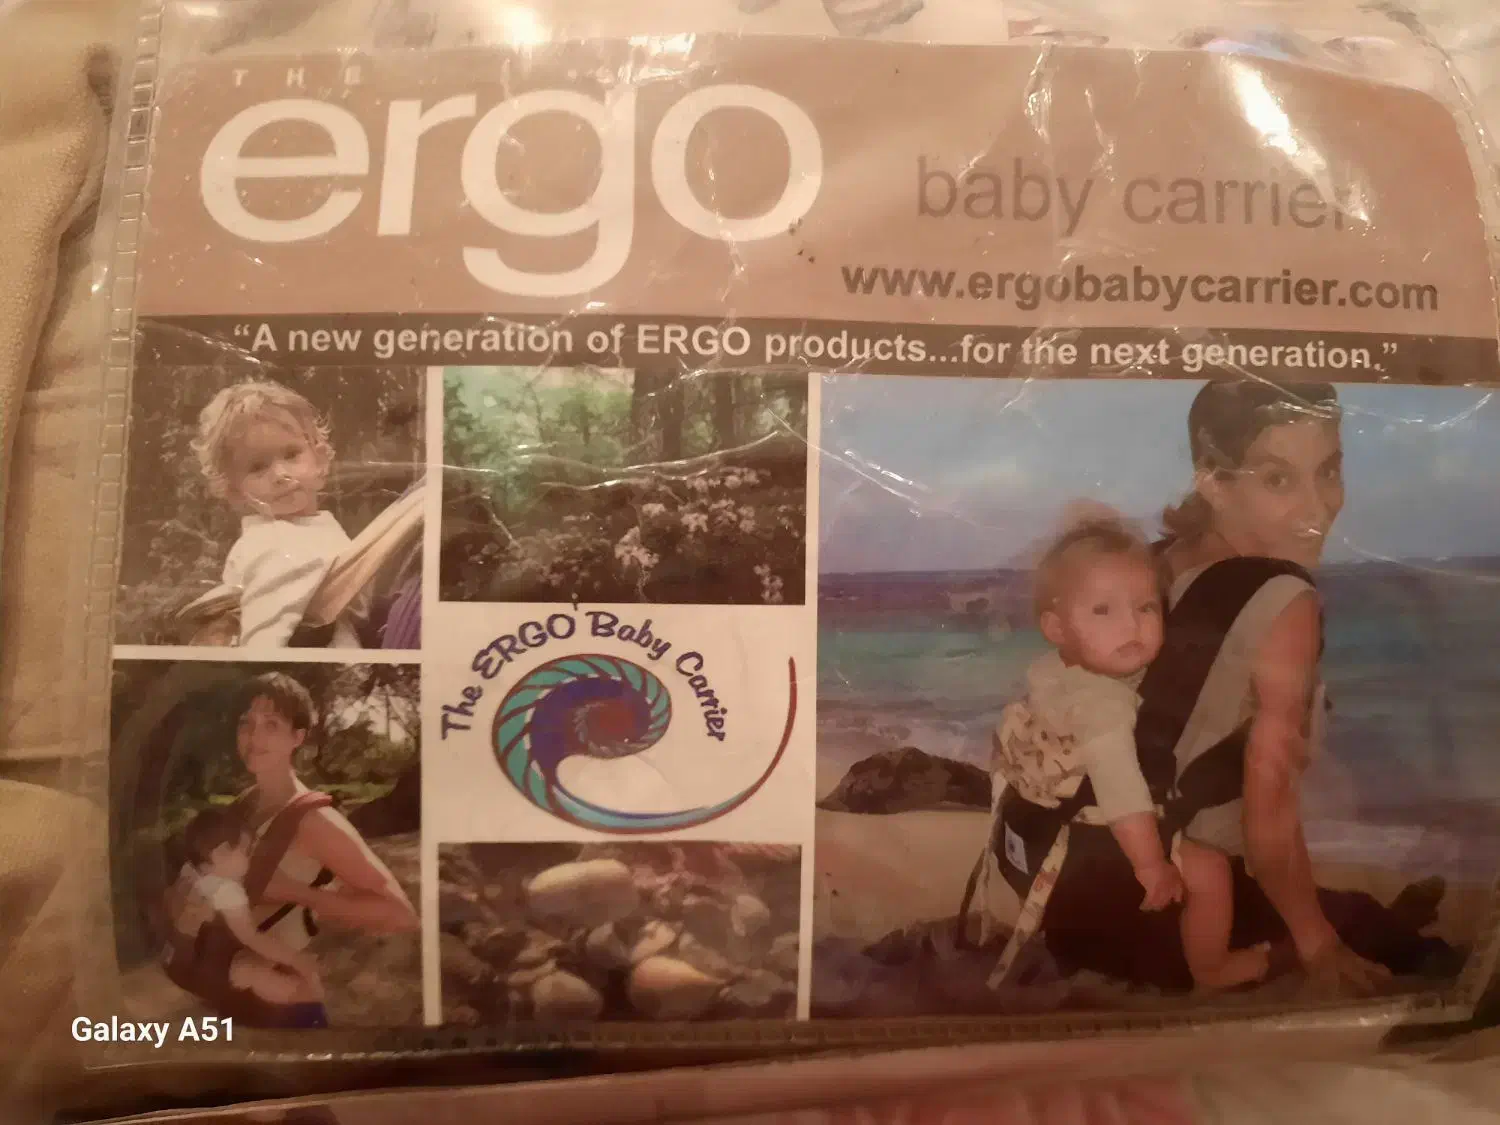 THE
ergo
baby carrier
www.ergobabycarrier.com
“A new generation of ERGO products...for the next generation.”
The ERGO Baby Carrier
Galaxy A51